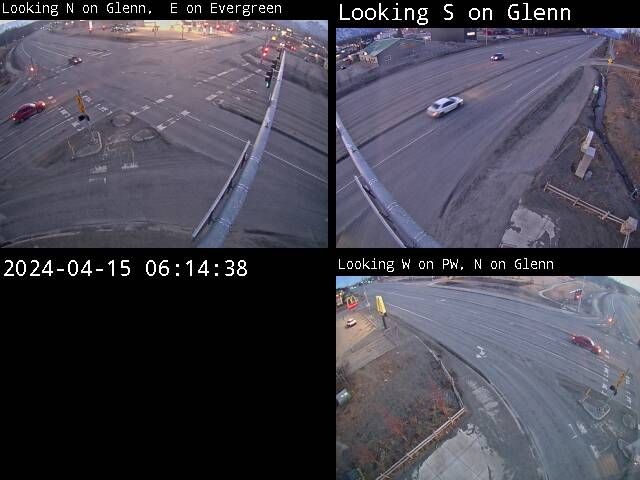 Looking N on Glenn,  E on Evergreen
Looking S on Glenn
2024-04-15 06:14:38
Looking W on PW, N on Glenn